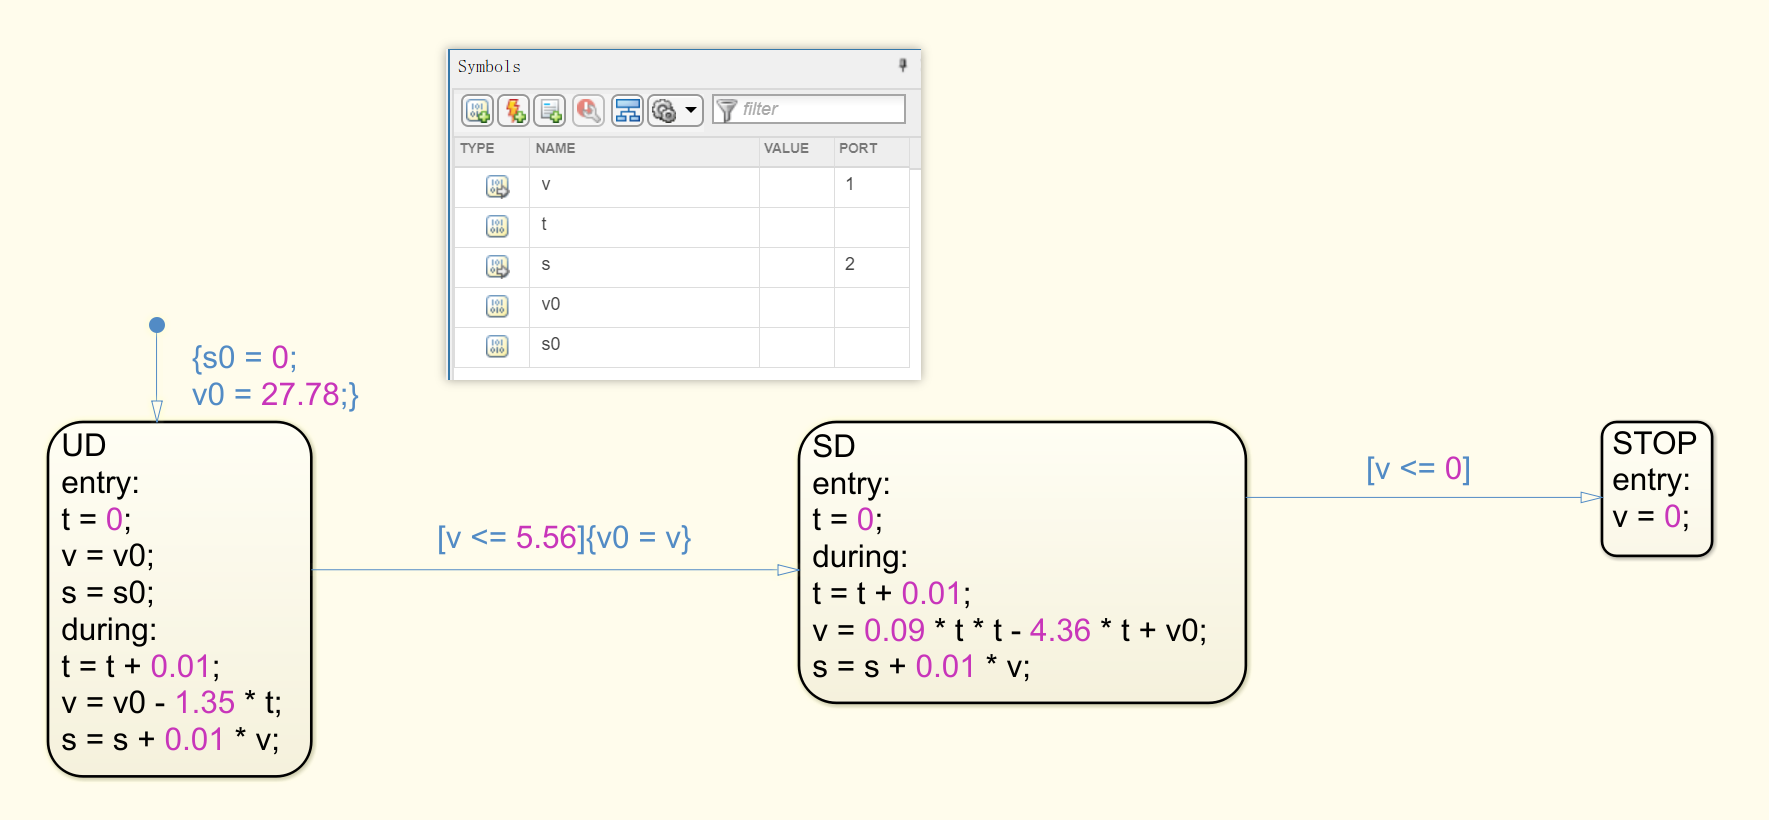 Symbols
filter
TYPE NAME VALUE PORT
v 1
t
s 2
v0
s0
{s0 = 0;
v0 = 27.78;}
UD
entry:
t = 0;
v = v0;
s = s0;
during:
t = t + 0.01;
v = v0 - 1.35 * t;
s = s + 0.01 * v;
[v <= 5.56]{v0 = v}
SD
entry:
t = 0;
during:
t = t + 0.01;
v = 0.09 * t * t - 4.36 * t + v0;
s = s + 0.01 * v;
[v <= 0]
STOP
entry:
v = 0;